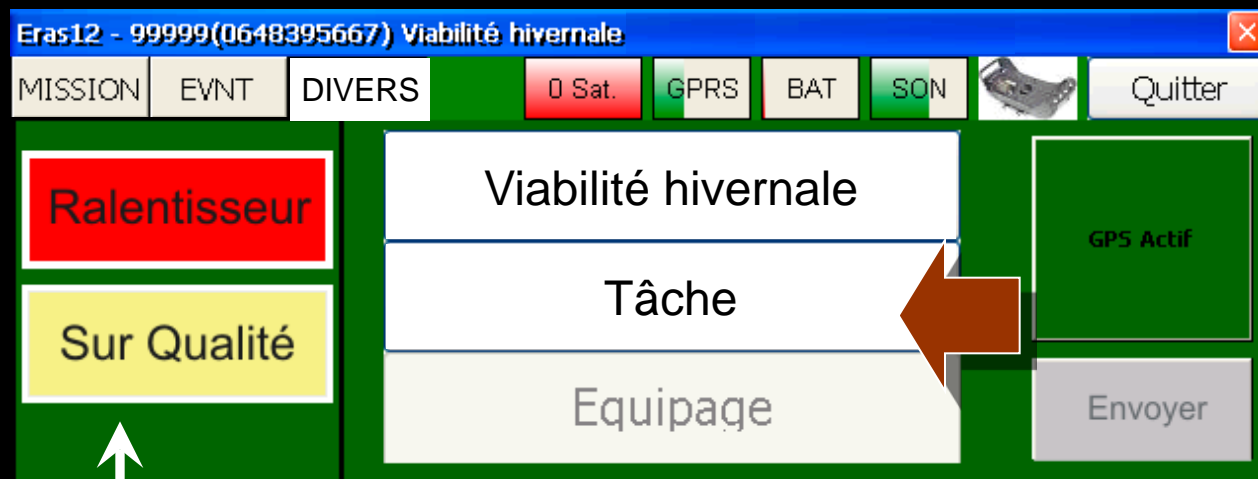 Eras12 - 99999(0648395667) Viabilité hivernale
MISSION EVNT DIVERS 0 Sat. GPRS BAT SON Quitter
Ralentisseur
Sur Qualité
Viabilité hivernale
Tâche
Equipage
GPS Actif
Envoyer